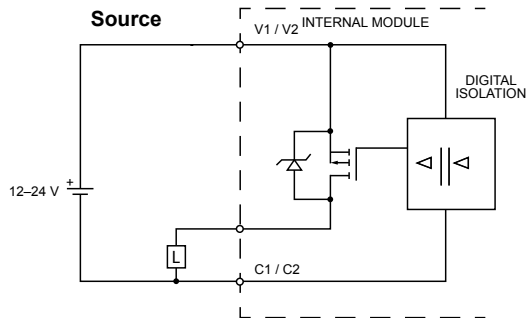 Source
V1 / V2
INTERNAL MODULE
DIGITAL
ISOLATION
+
12–24 V
L
C1 / C2